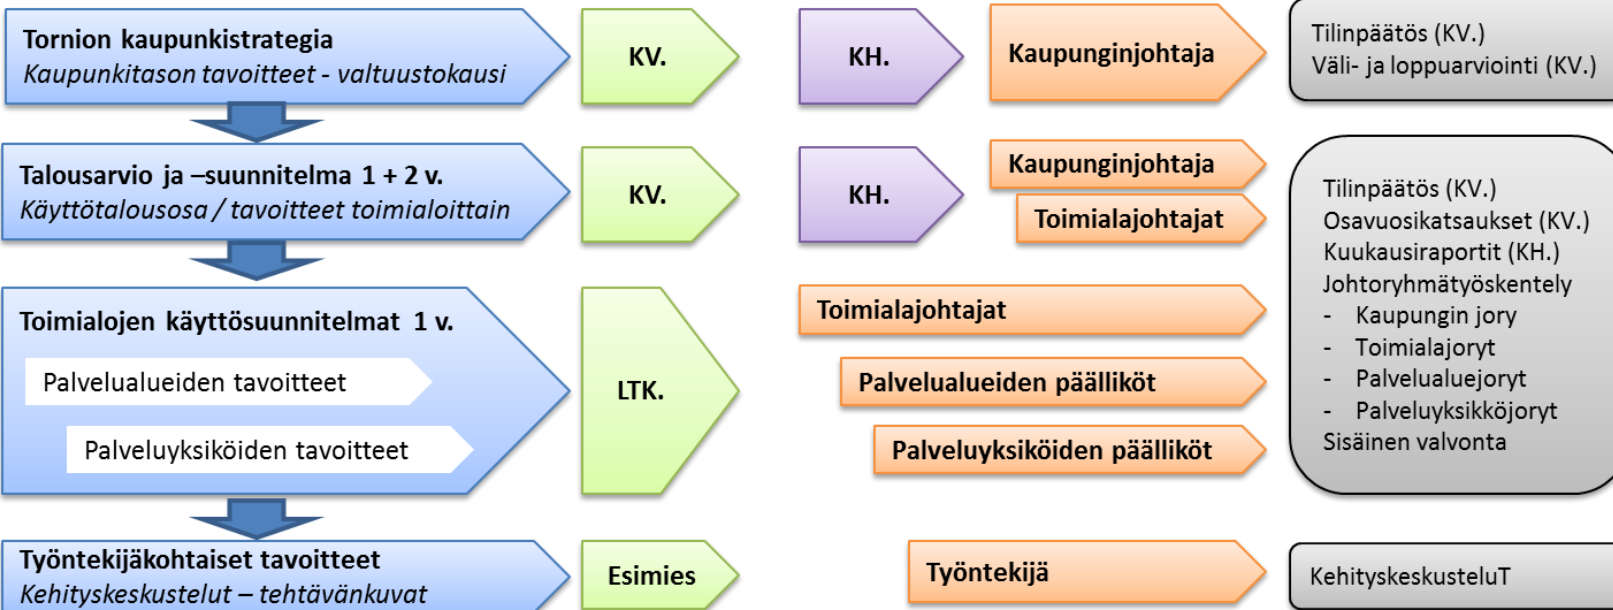 Tornion kaupunkistrategia
Kaupunkitason tavoitteet - valtuustokausi
KV.
KH.
Kaupunginjohtaja
Tilinpäätös (KV.)
Väli- ja loppuarviointi (KV.)
Talousarvio ja –suunnitelma 1 + 2 v.
Käyttötalousosa / tavoitteet toimialoittain
KV.
KH.
Kaupunginjohtaja
Toimialajohtajat
Tilinpäätös (KV.)
Osavuosikatsaukset (KV.)
Kuukausiraportit (KH.)
Johtoryhmätyöskentely
- Kaupungin jory
- Toimialajoryt
- Palvelualuejoryt
- Palveluyksikköjoryt
Sisäinen valvonta
Toimialojen käyttösuunnitelmat 1 v.
Palvelualueiden tavoitteet
Palveluyksiköiden tavoitteet
LTK.
Toimialajohtajat
Palvelualueiden päälliköt
Palveluyksiköiden päälliköt
Työntekijäkohtaiset tavoitteet
Kehityskeskustelut – tehtävänkuvat
Esimies
Työntekijä
KehityskeskusteluT